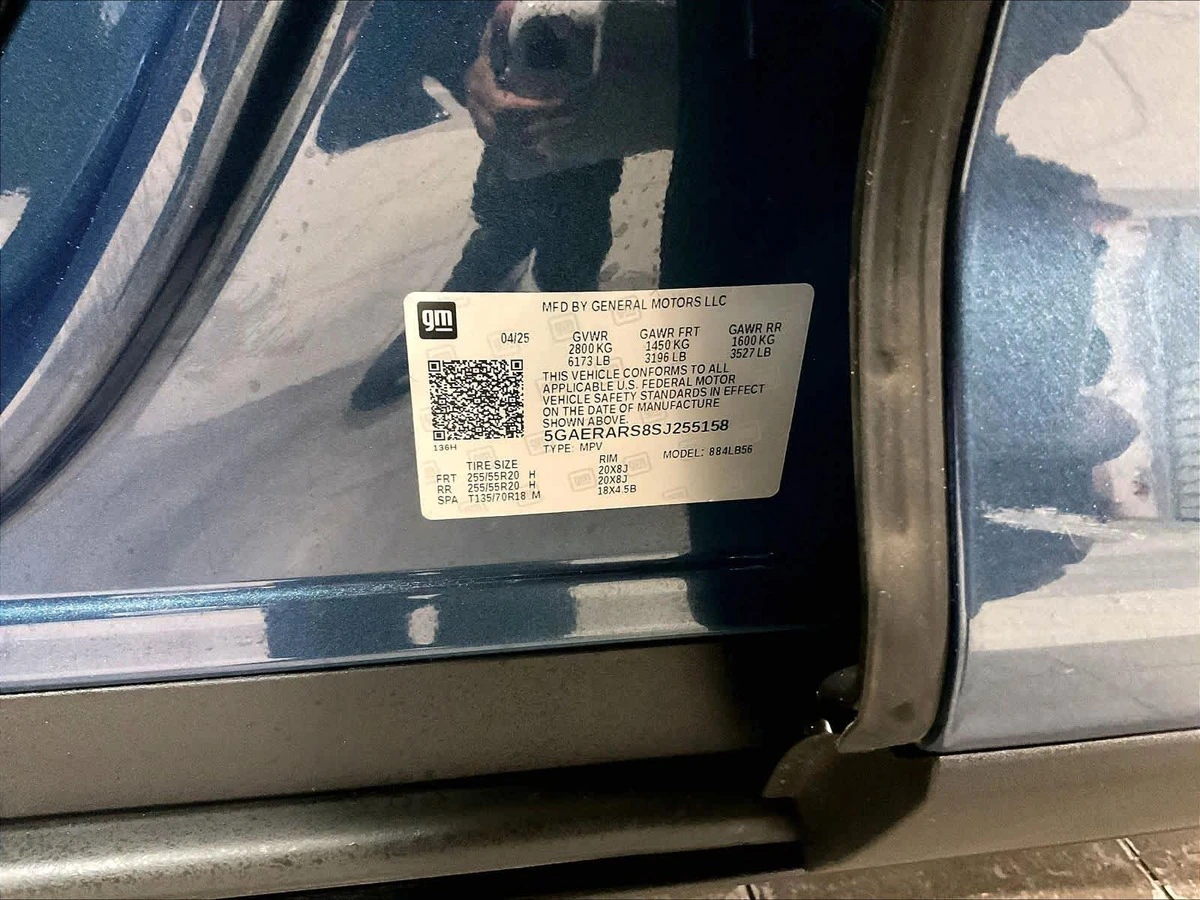 gm
MFD BY GENERAL MOTORS LLC
04/25 GVWR GAWR FRT GAWR RR
2800 KG 1450 KG 1600 KG
6173 LB 3196 LB 3527 LB
THIS VEHICLE CONFORMS TO ALL
APPLICABLE U.S. FEDERAL MOTOR
VEHICLE SAFETY STANDARDS IN EFFECT
ON THE DATE OF MANUFACTURE
SHOWN ABOVE.
5GAERARS8SJ255158
136H
TYPE: MPV MODEL: 884LB56
TIRE SIZE RIM
FRT 255/55R20 H 20X8J
RR 255/55R20 H 20X8J
SPA T135/70R18 M 18X4.5B